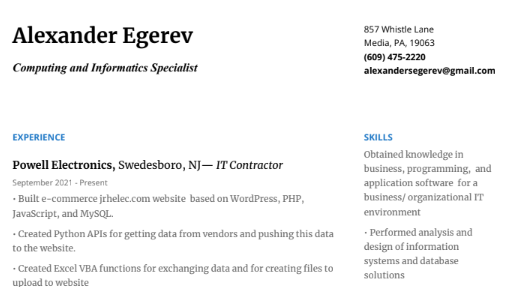 Alexander Egerev
Computing and Informatics Specialist
857 Whistle Lane
Media, PA, 19063
(609) 475-2220
alexandersegerev@gmail.com
EXPERIENCE
Powell Electronics, Swedesboro, NJ— IT Contractor
September 2021 - Present
• Built e-commerce jrhelec.com website based on WordPress, PHP,
JavaScript, and MySQL.
• Created Python APIs for getting data from vendors and pushing this data
to the website.
• Created Excel VBA functions for exchanging data and for creating files to
upload to website
SKILLS
Obtained knowledge in
business, programming, and
application software for a
business/ organizational IT
environment
• Performed analysis and
design of information
systems and database
solutions